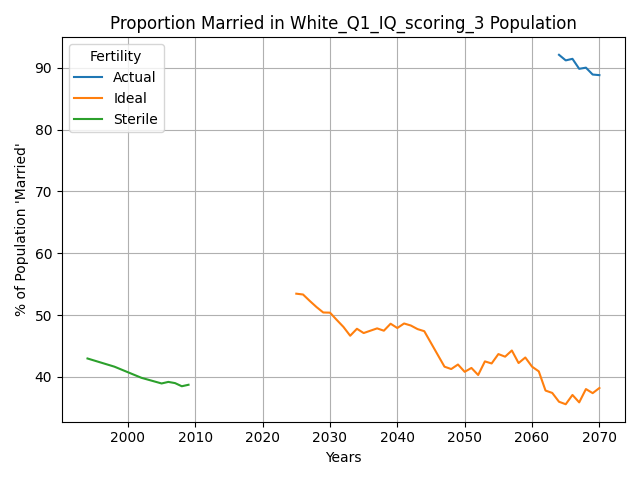 Proportion Married in White_Q1_IQ_scoring_3 Population
Fertility
Actual
Ideal
Sterile
% of Population 'Married'
90
80
70
60
50
40
2000 2010 2020 2030 2040 2050 2060 2070
Years